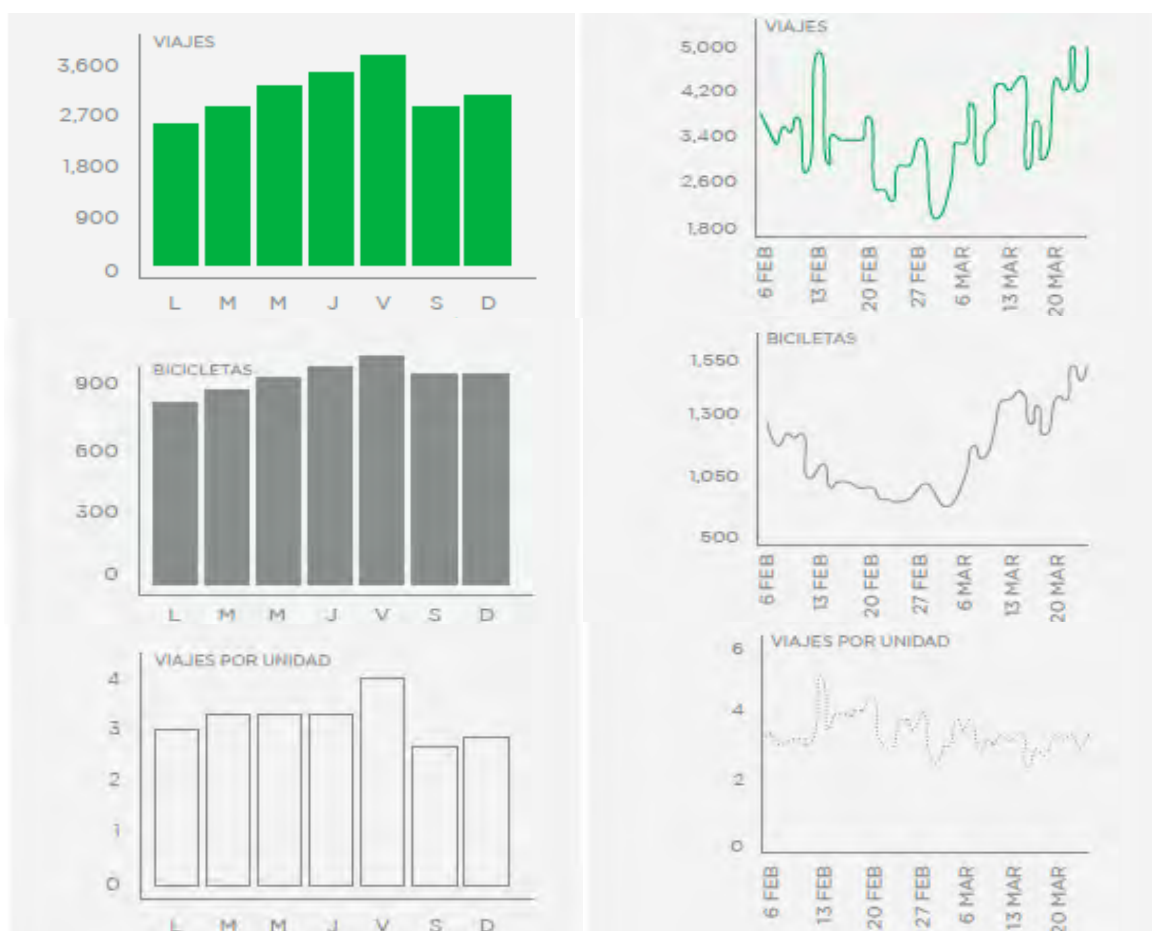 VIAJES
3,600
2,700
1,800
900
0
L M M J V S D
VIAJES
5,000
4,200
3,400
2,600
1,800
6 FEB
13 FEB
20 FEB
27 FEB
6 MAR
13 MAR
20 MAR
BICICLETAS
900
600
300
0
L M M J V S D
BICILETAS
1,550
1,300
1,050
500
6 FEB
13 FEB
20 FEB
27 FEB
6 MAR
13 MAR
20 MAR
VIAJES POR UNIDAD
4
3
2
1
0
L M M J V S D
VIAJES POR UNIDAD
6
4
2
0
6 FEB
13 FEB
20 FEB
27 FEB
6 MAR
13 MAR
20 MAR